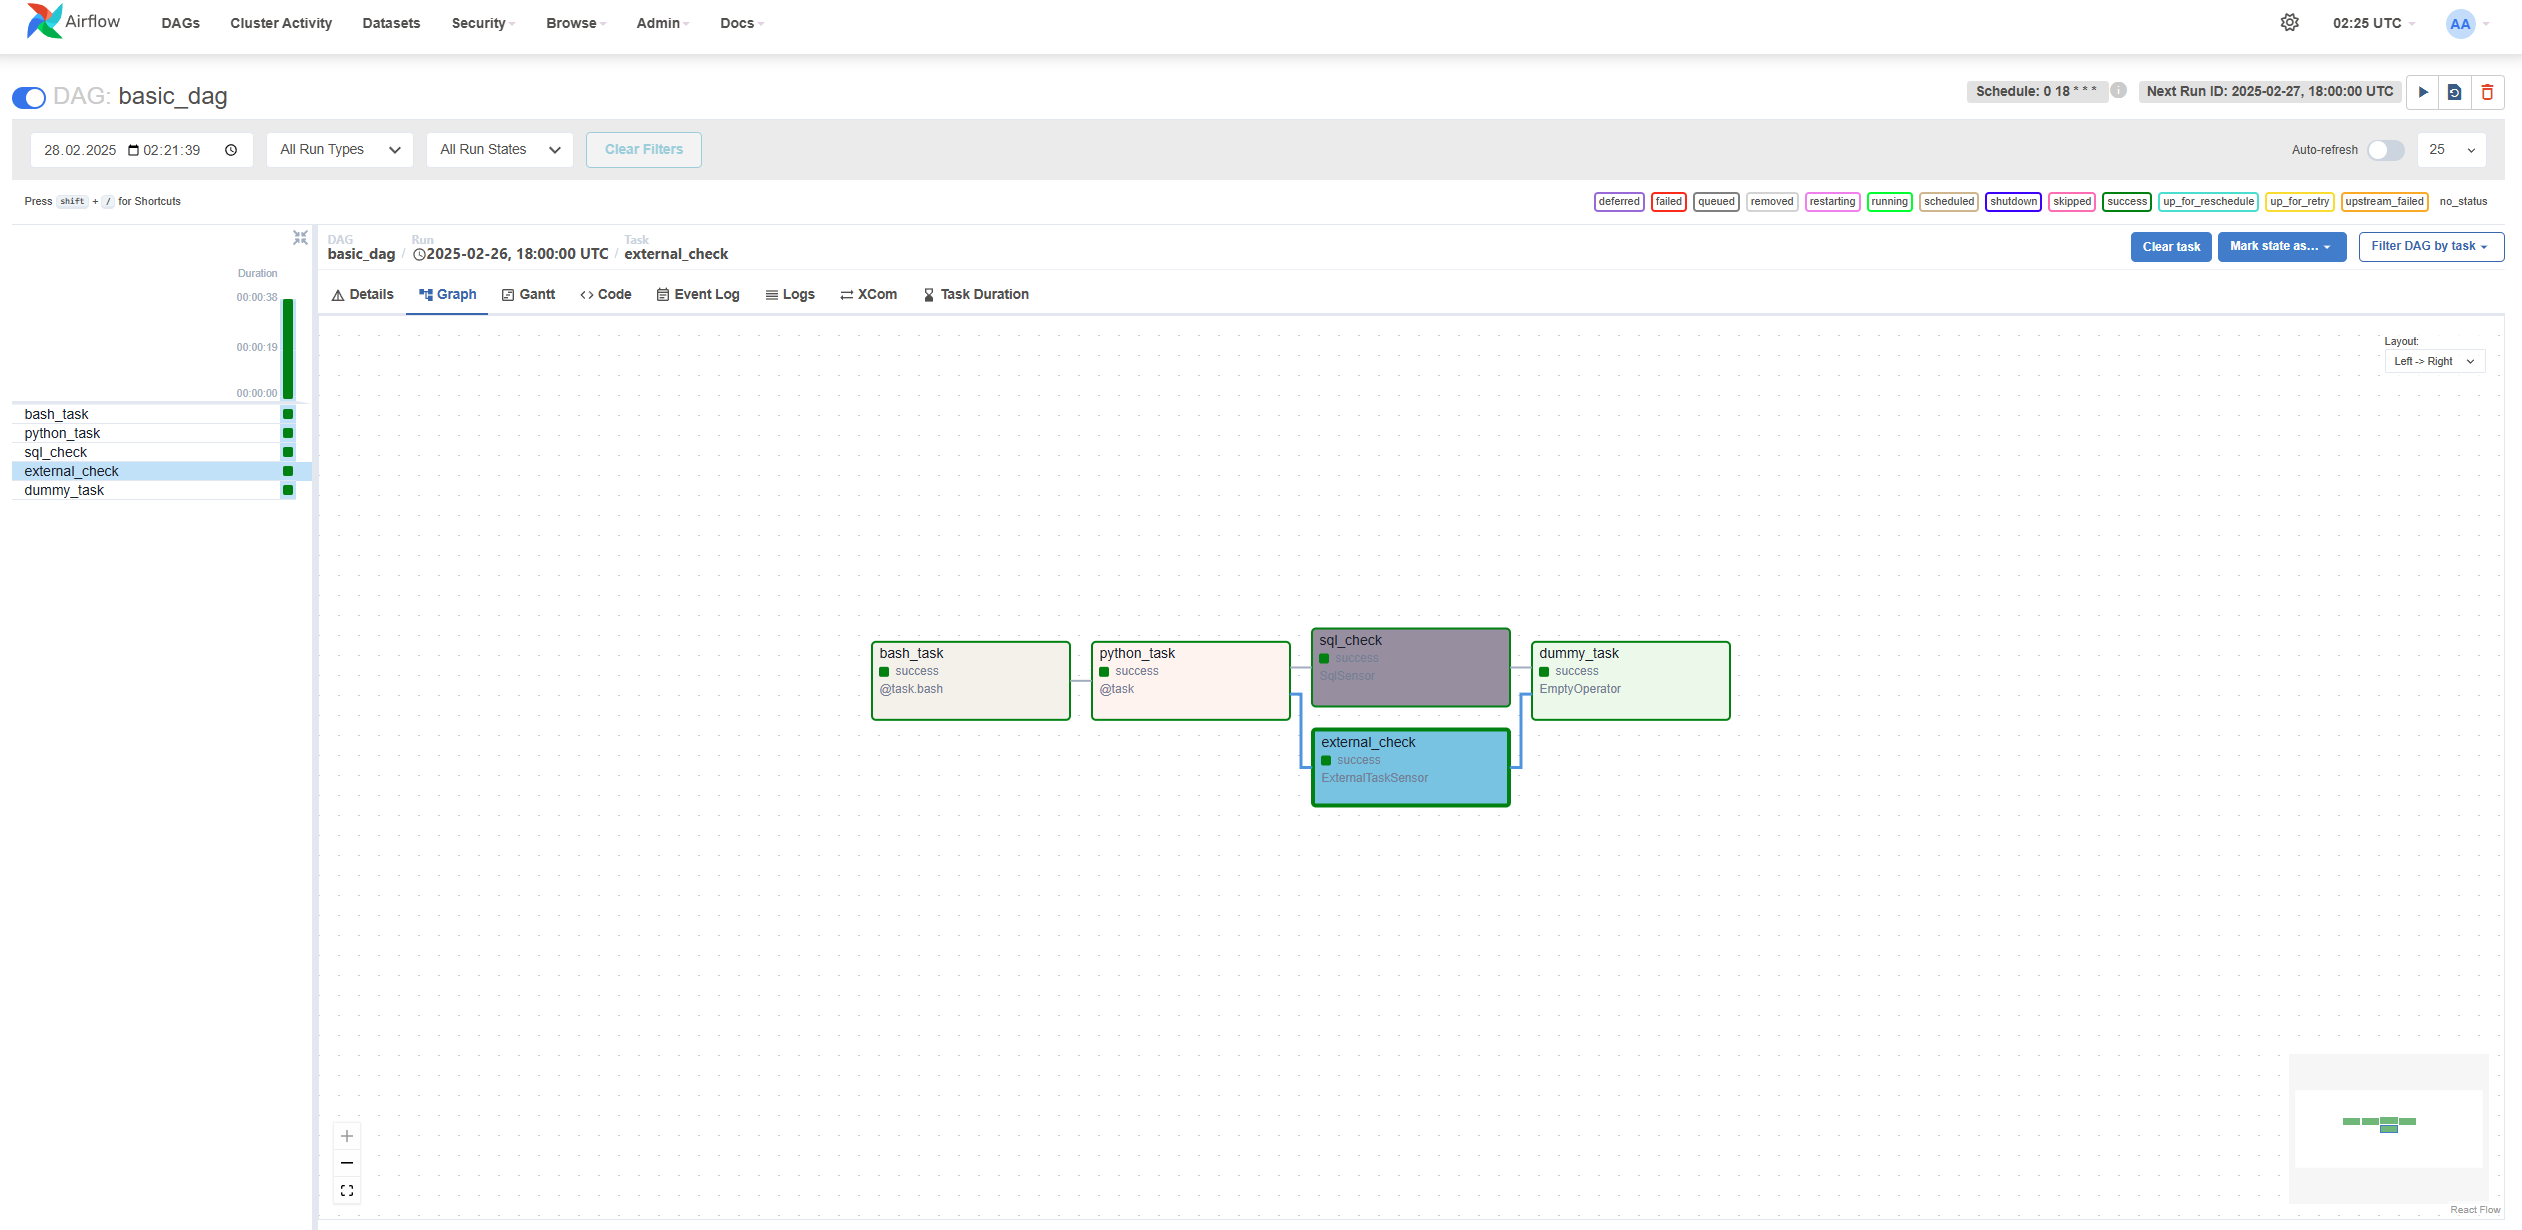 Airflow DAGs Cluster Activity Datasets Security Browse Admin Docs 02:25 UTC AA
DAG: basic_dag Schedule: 0 18 * * * Next Run ID: 2025-02-27, 18:00:00 UTC
28.02.2025 02:21:39 All Run Types All Run States Clear Filters Auto-refresh 25
Press shift + / for Shortcuts deferred failed queued removed restarting running scheduled shutdown skipped success up_for_reschedule up_for_retry upstream_failed no_status
DAG Run Task
basic_dag / 2025-02-26, 18:00:00 UTC / external_check Clear task Mark state as... Filter DAG by task
Details Graph Gantt Code Event Log Logs XCom Task Duration
Duration
00:00:38
00:00:19
00:00:00
bash_task
python_task
sql_check
external_check
dummy_task
Layout:
Left -> Right
bash_task
success
@task.bash
python_task
success
@task
sql_check
success
SqlSensor
external_check
success
ExternalTaskSensor
dummy_task
success
EmptyOperator
React Flow